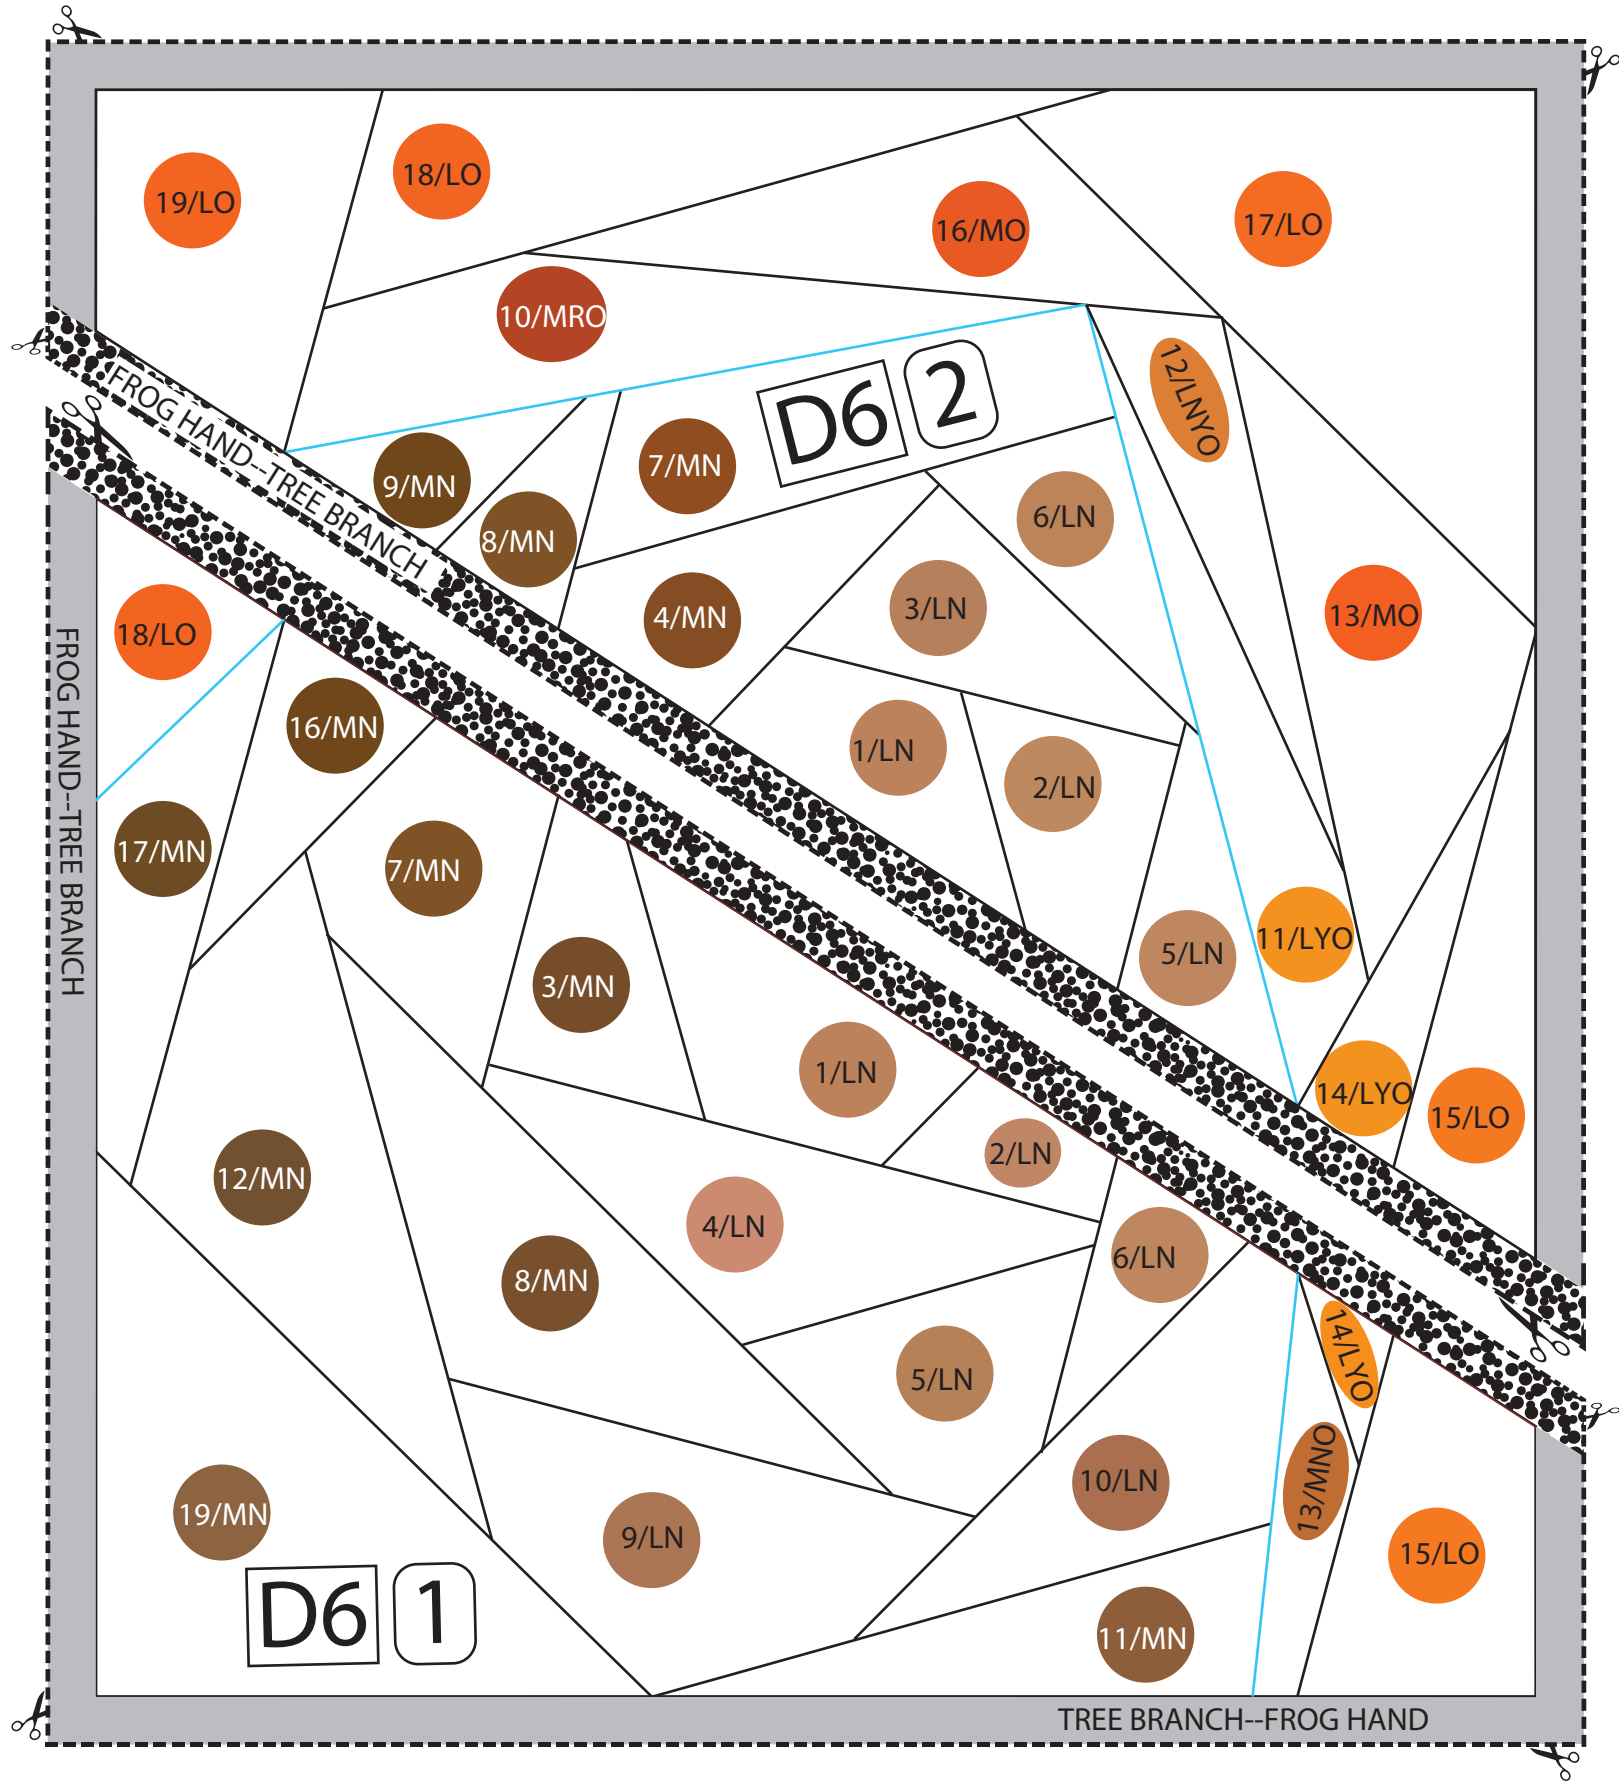 19/LO
18/LO
16/MO
17/LO
10/MRO
12/LNYO
D6 2
FROG HAND--TREE BRANCH
9/MN
8/MN
7/MN
6/LN
3/LN
4/MN
13/MO
1/LN
2/LN
5/LN
11/LYO
14/LYO
15/LO
FROG HAND--TREE BRANCH
18/LO
16/MN
17/MN
7/MN
3/MN
1/LN
2/LN
12/MN
4/LN
6/LN
8/MN
5/LN
14/LYO
10/LN
13/MNO
19/MN
9/LN
15/LO
11/MN
D6 1
TREE BRANCH--FROG HAND